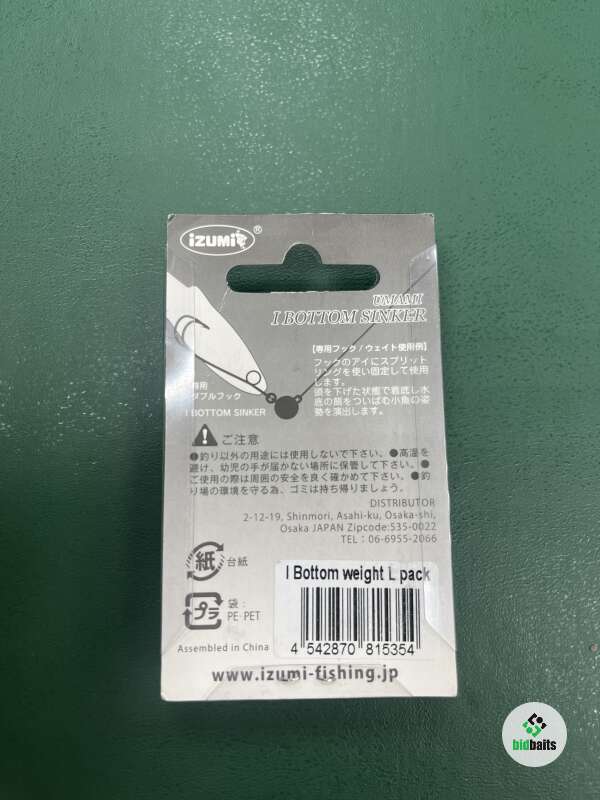 iZUMi®
UMAMI
I BOTTOM SINKER
【専用フック/ウェイト使用例】
フックのアイにスプリット
リングを使い固定して使用
します。
頭を下げた状態で着底し水
底の餌をついばむ小魚の姿
勢を演出します。
専用
ダブルフック
I BOTTOM SINKER
ご注意
●釣り以外の用途には使用しないで下さい。●高温を
避け、幼児の手が届かない場所に保管して下さい。●
ご使用の際は周囲の安全を良く確かめて下さい。●釣
り場の環境を守る為、ゴミは持ち帰りましょう。
DISTRIBUTOR
2-12-19, Shinmori, Asahi-ku, Osaka-shi,
Osaka JAPAN Zipcode:535-0022
TEL : 06-6955-2066
紙 台紙
プラ 袋:
PE·PET
I Bottom weight L pack
4 542870 815354
Assembled in China
www.izumi-fishing.jp
bidbaits